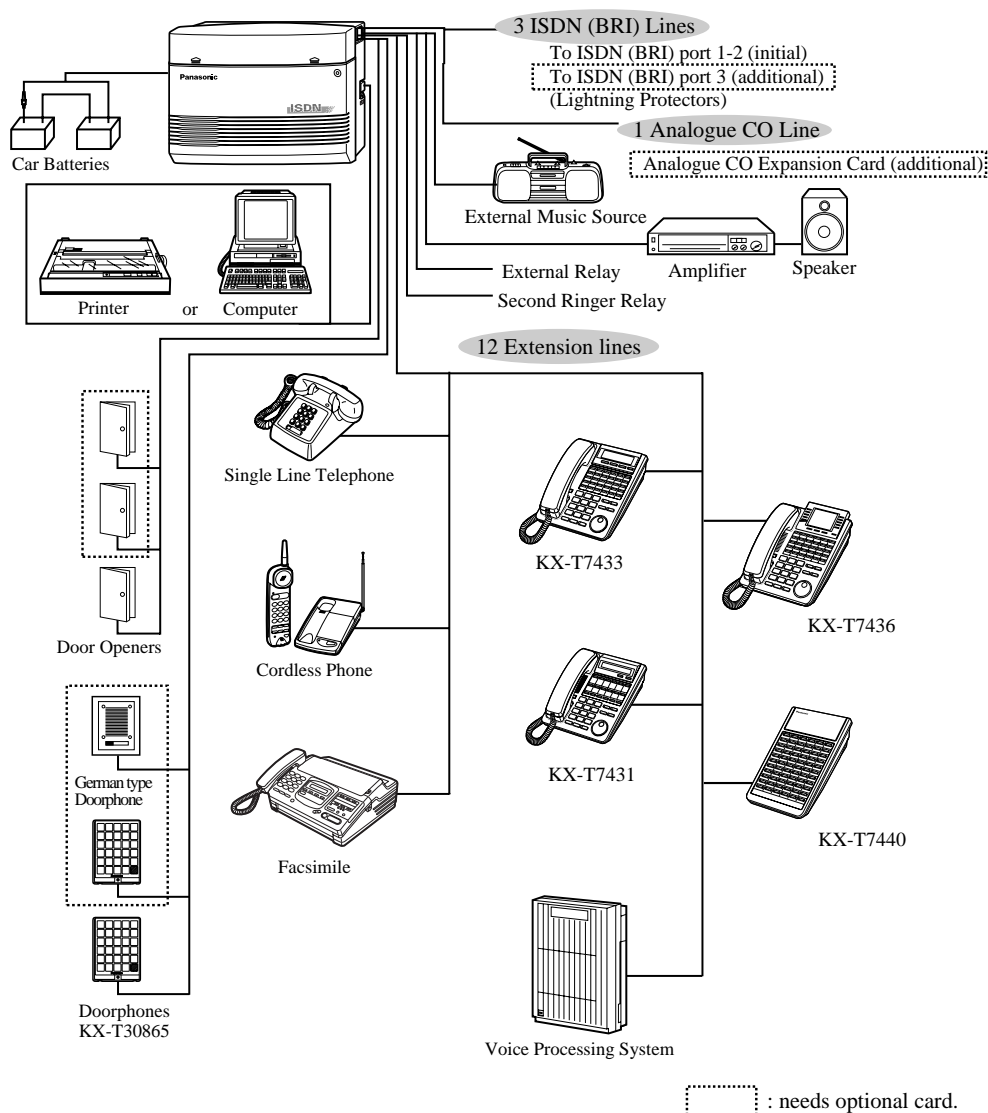 3 ISDN (BRI) Lines
To ISDN (BRI) port 1-2 (initial)
To ISDN (BRI) port 3 (additional)
(Lightning Protectors)
Panasonic
ISDN
Car Batteries
1 Analogue CO Line
Analogue CO Expansion Card (additional)
External Music Source
Amplifier
Speaker
External Relay
Second Ringer Relay
Printer
or
Computer
12 Extension lines
Single Line Telephone
KX-T7433
KX-T7436
Door Openers
Cordless Phone
KX-T7431
German type
Doorphone
KX-T7440
Facsimile
Doorphones
KX-T30865
Voice Processing System
: needs optional card.